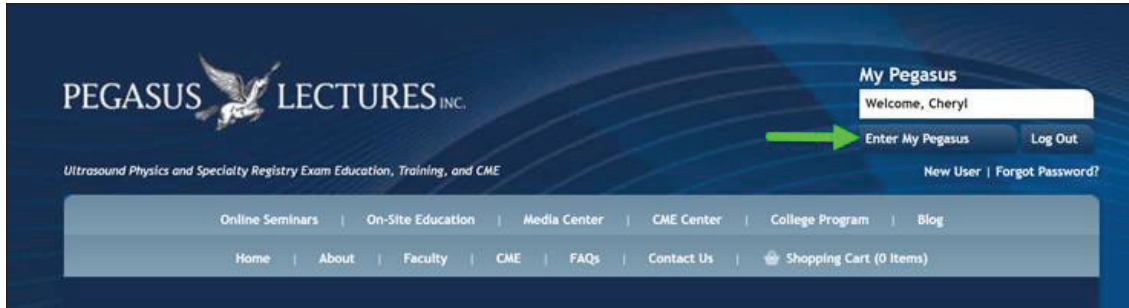 PEGASUS LECTURES INC.
My Pegasus
Welcome, Cheryl
Enter My Pegasus
Log Out
Ultrasound Physics and Specialty Registry Exam Education, Training, and CME
New User | Forgot Password?
Online Seminars | On-Site Education | Media Center | CME Center | College Program | Blog
Home | About | Faculty | CME | FAQs | Contact Us | Shopping Cart (0 Items)